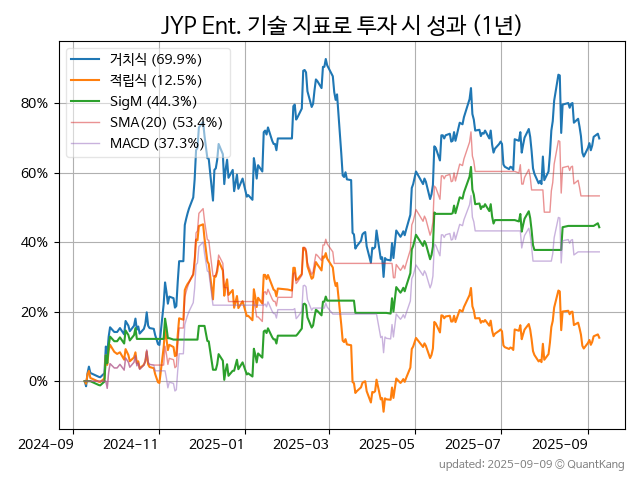 JYP Ent. 기술 지표로 투자 시 성과 (1년)
거치식 (69.9%)
적립식 (12.5%)
SigM (44.3%)
SMA(20) (53.4%)
MACD (37.3%)
80%
60%
40%
20%
0%
2024-09 2024-11 2025-01 2025-03 2025-05 2025-07 2025-09
updated: 2025-09-09 © QuantKang